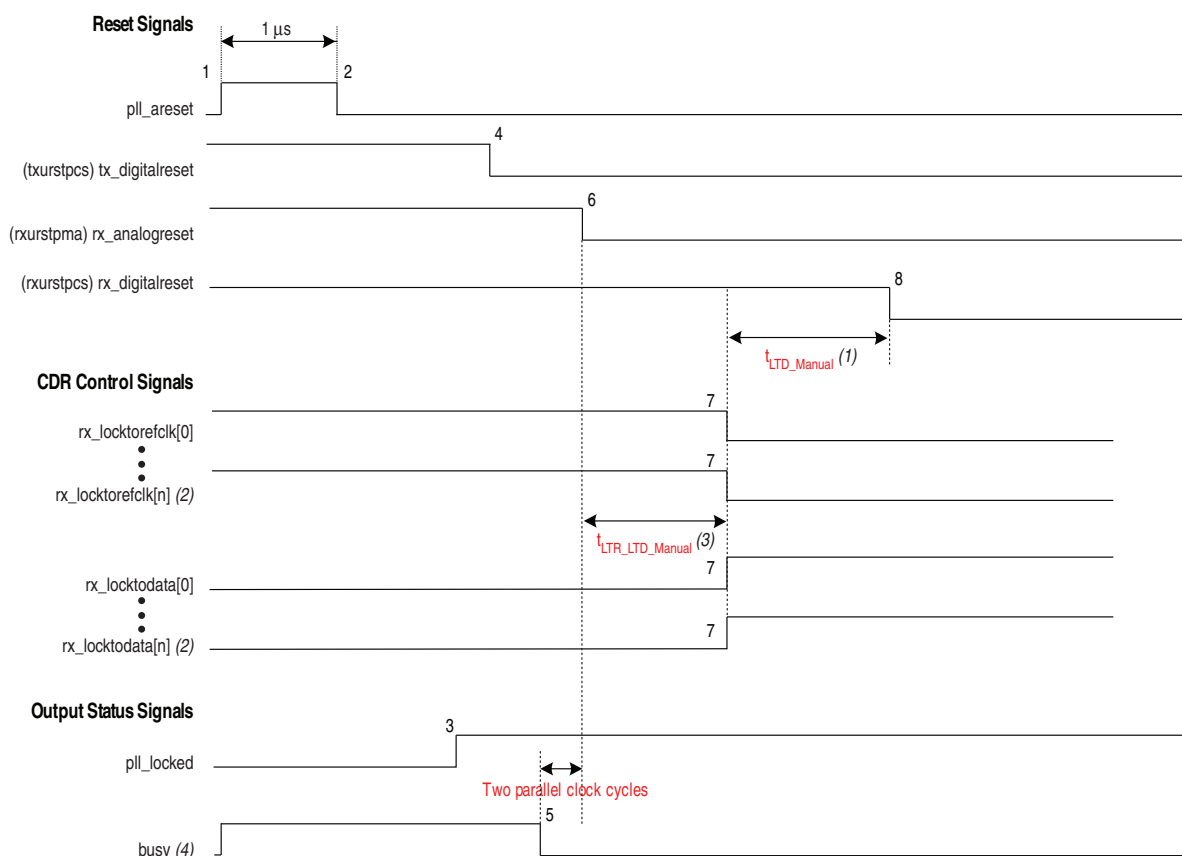 Reset Signals
1 μs
1
2
pll_areset
4
(txurstpcs) tx_digitalreset
6
(rxurstpma) rx_analogreset
(rxurstpcs) rx_digitalreset
8
tLTD_Manual (1)
CDR Control Signals
7
rx_locktorefclk[0]
7
rx_locktorefclk[n] (2)
tLTR_LTD_Manual (3)
7
rx_locktodata[0]
7
rx_locktodata[n] (2)
Output Status Signals
3
pll_locked
Two parallel clock cycles
5
busy (4)